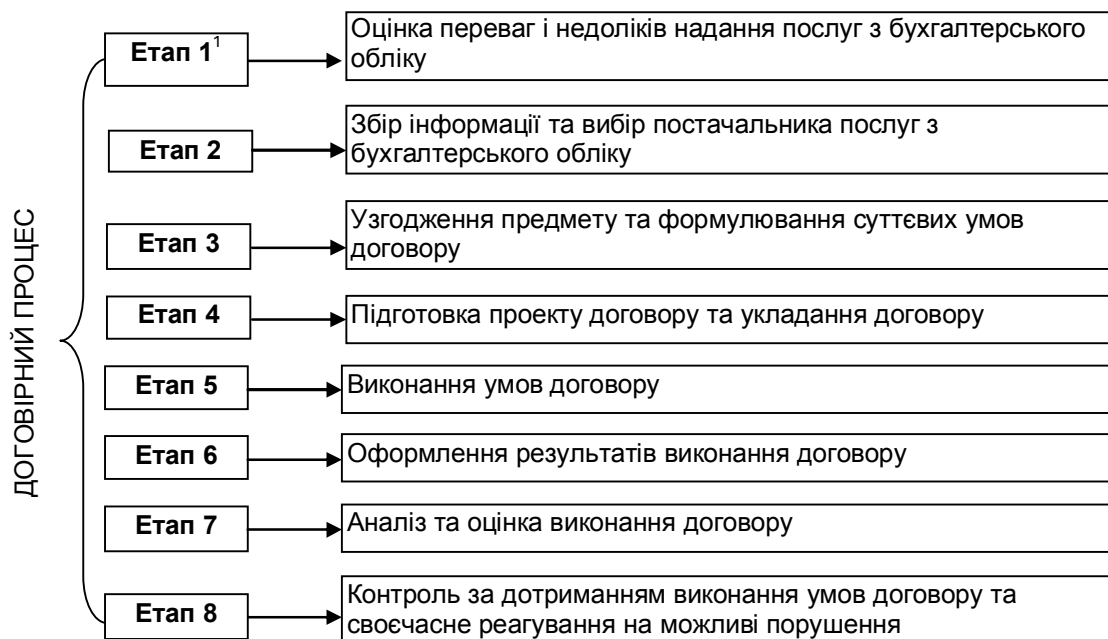 ДОГОВІРНИЙ ПРОЦЕС
Етап 1¹
Оцінка переваг і недоліків надання послуг з бухгалтерського
обліку
Етап 2
Збір інформації та вибір постачальника послуг з
бухгалтерського обліку
Етап 3
Узгодження предмету та формулювання суттєвих умов
договору
Етап 4
Підготовка проекту договору та укладання договору
Етап 5
Виконання умов договору
Етап 6
Оформлення результатів виконання договору
Етап 7
Аналіз та оцінка виконання договору
Етап 8
Контроль за дотриманням виконання умов договору та
своєчасне реагування на можливі порушення